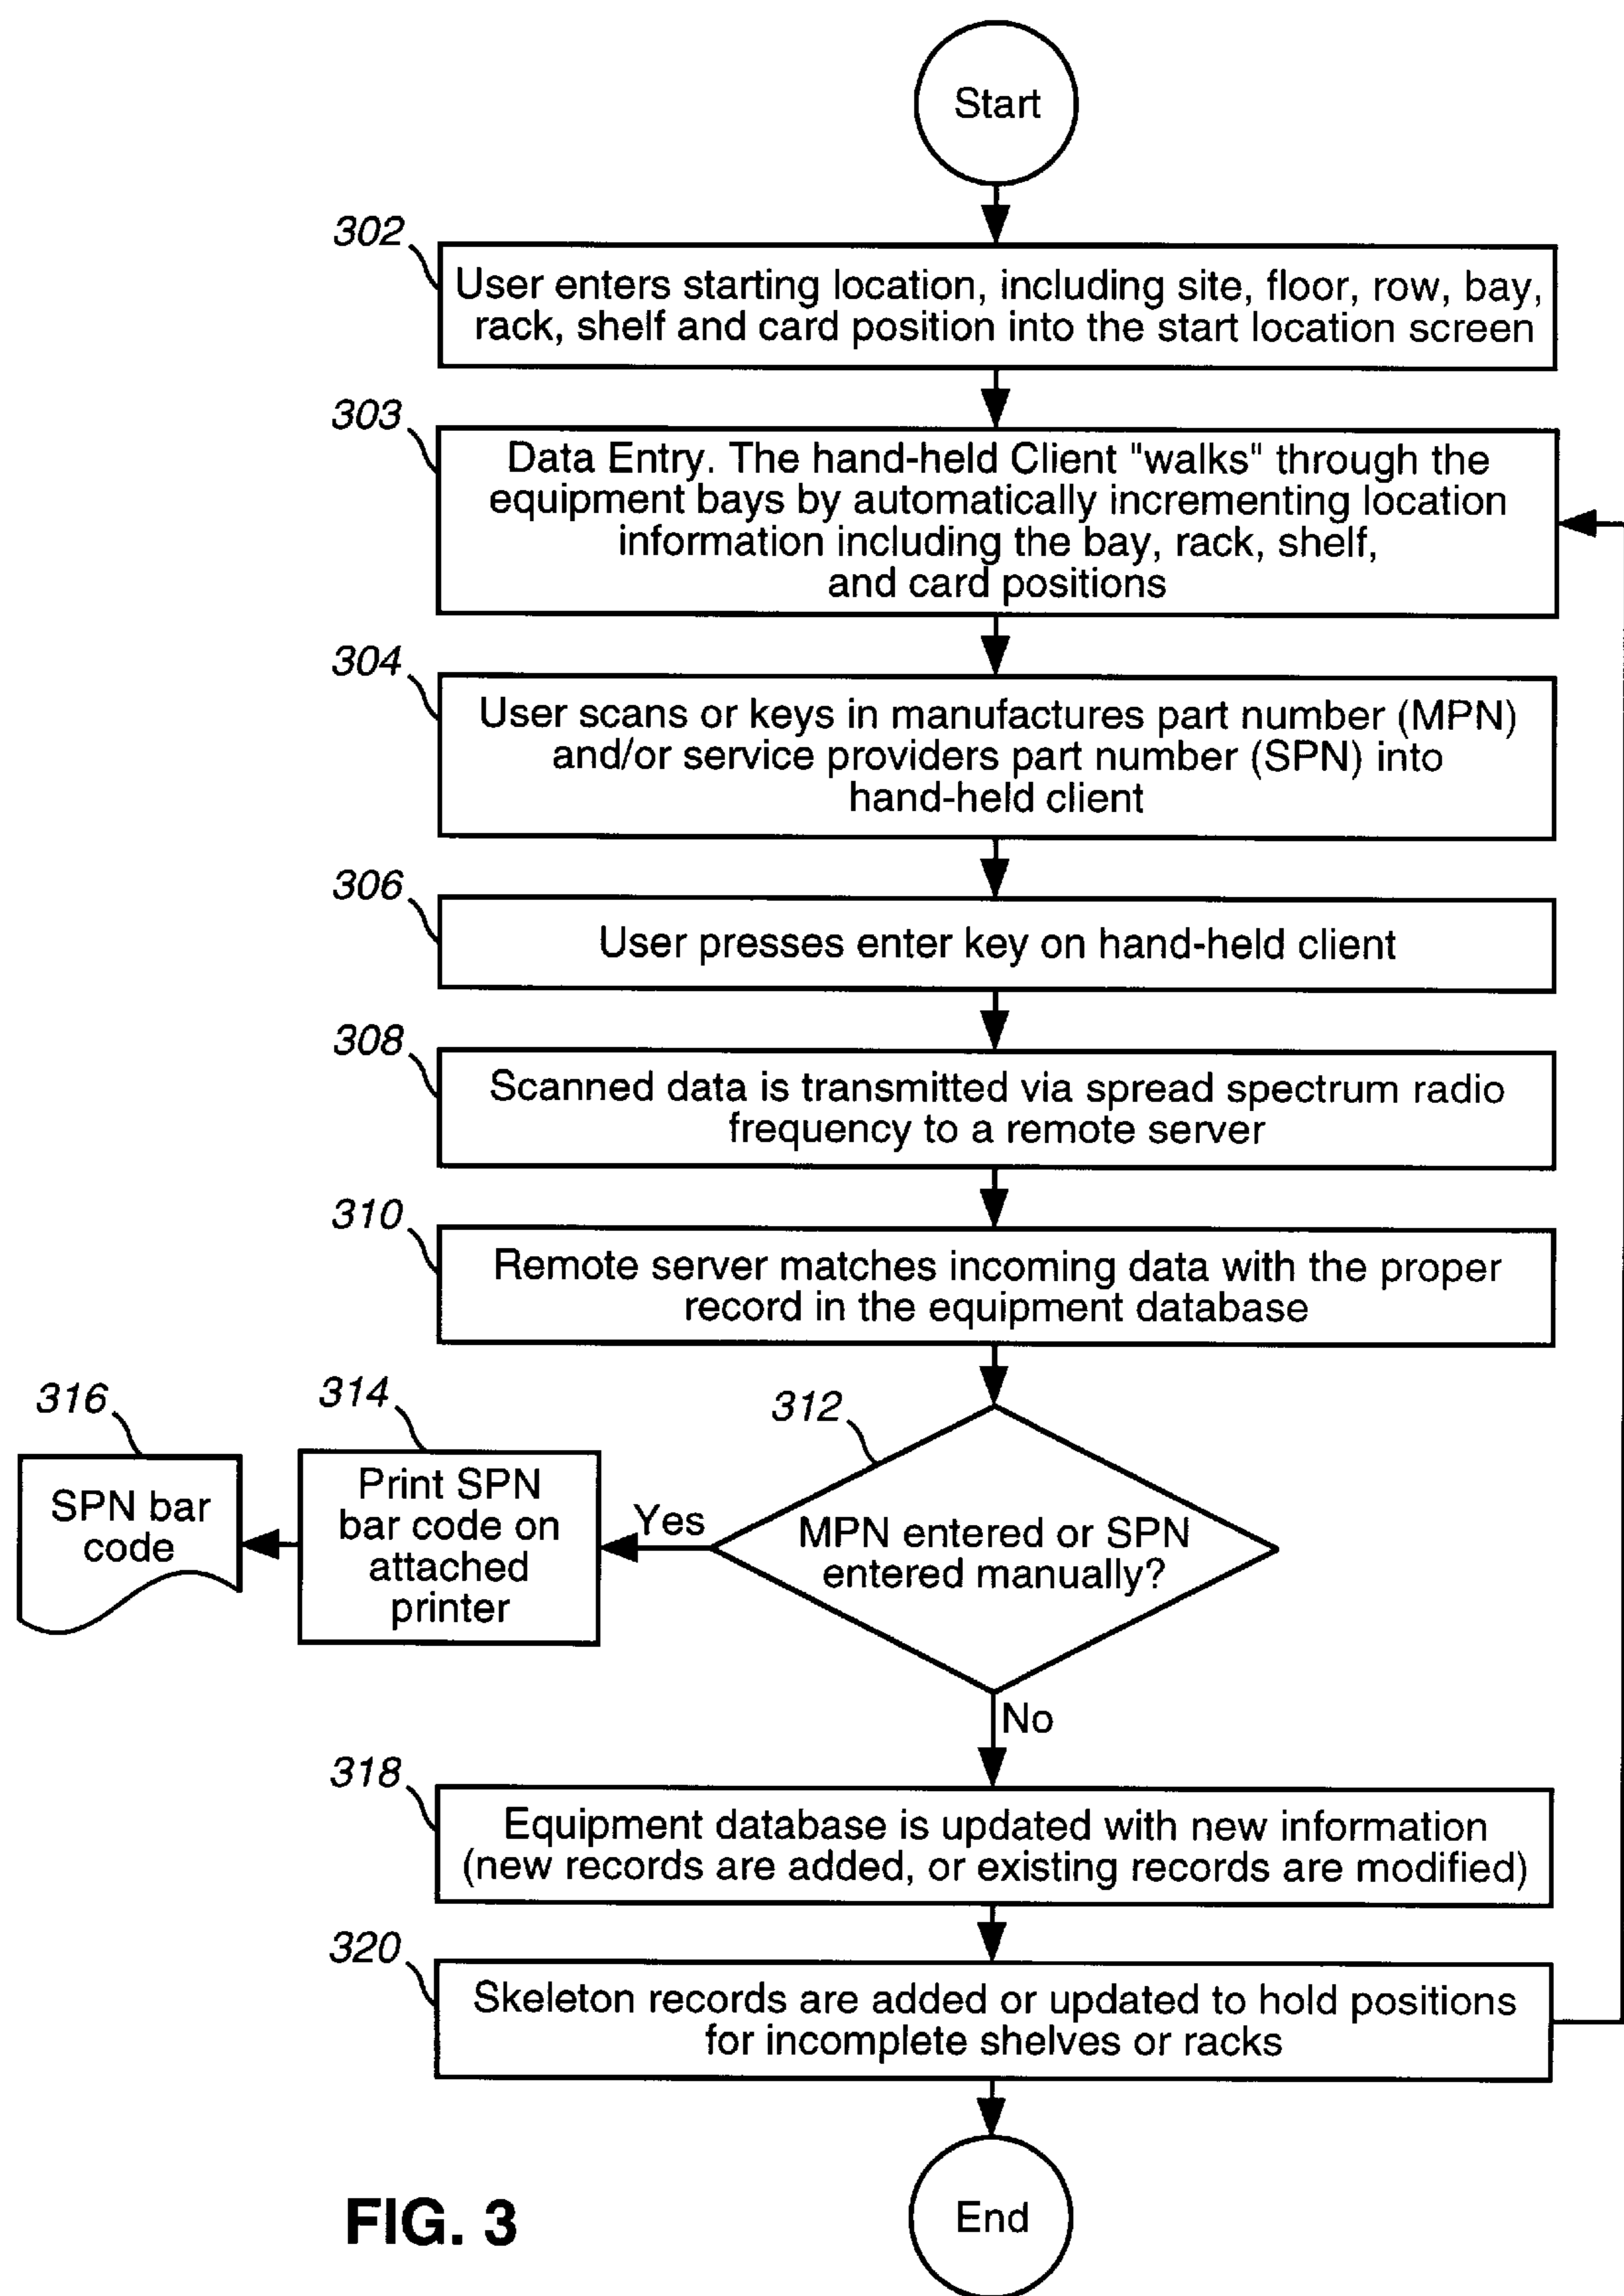 Start
302
User enters starting location, including site, floor, row, bay,
rack, shelf and card position into the start location screen
303
Data Entry. The hand-held Client "walks" through the
equipment bays by automatically incrementing location
information including the bay, rack, shelf,
and card positions
304
User scans or keys in manufactures part number (MPN)
and/or service providers part number (SPN) into
hand-held client
306
User presses enter key on hand-held client
308
Scanned data is transmitted via spread spectrum radio
frequency to a remote server
310
Remote server matches incoming data with the proper
record in the equipment database
312
MPN entered or SPN
entered manually?
Yes
314
Print SPN
bar code on
attached
printer
316
SPN bar
code
No
318
Equipment database is updated with new information
(new records are added, or existing records are modified)
320
Skeleton records are added or updated to hold positions
for incomplete shelves or racks
End
FIG. 3